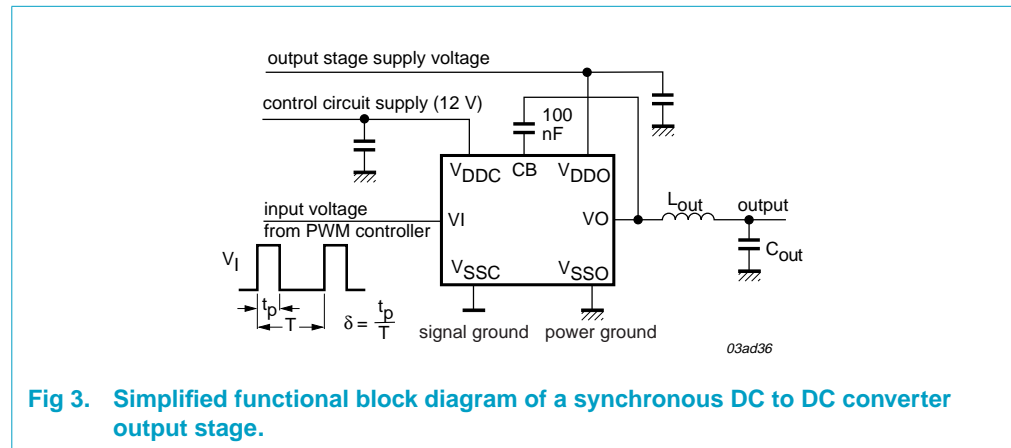 output stage supply voltage
control circuit supply (12 V)
100
nF
VDDC CB VDDO
input voltage
from PWM controller
VI
VO
Lout
output
Cout
VI
VSSC VSSO
tp
T
δ = tp/T
signal ground power ground
03ad36
Fig 3. Simplified functional block diagram of a synchronous DC to DC converter
output stage.